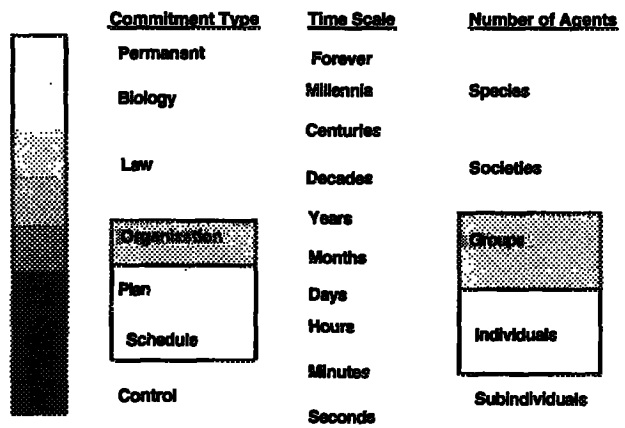 Commitment Type Time Scale Number of Agents
Permanent Forever
Biology Millennia Species
Centuries
Law Decades Societies
Years
Organization Groups
Months
Plan Days
Schedule Hours Individuals
Minutes
Control Subindividuals
Seconds